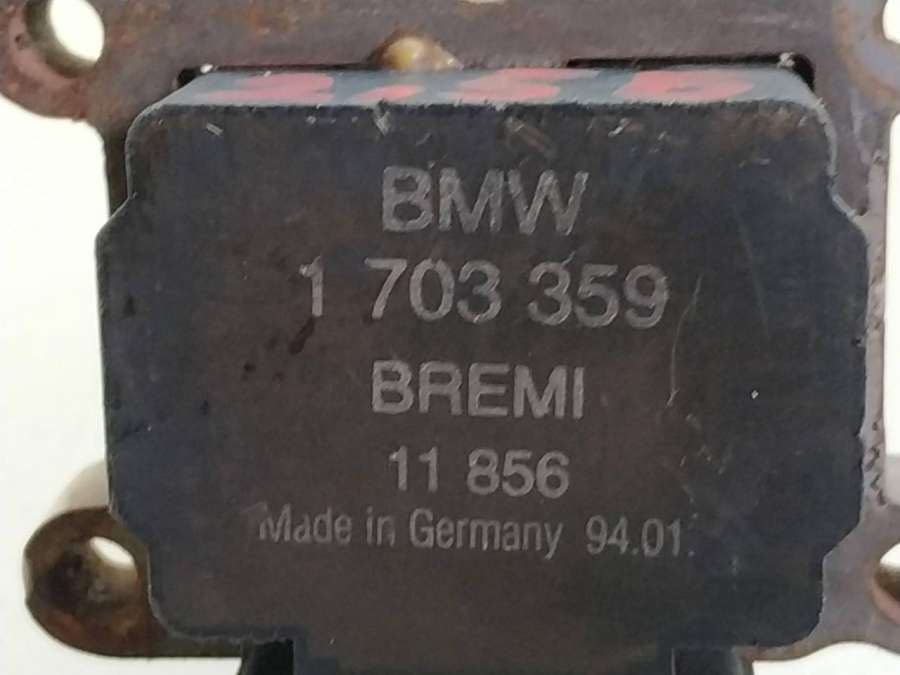 BMW
1 703 359
BREMI
11 856
Made in Germany 94.01.